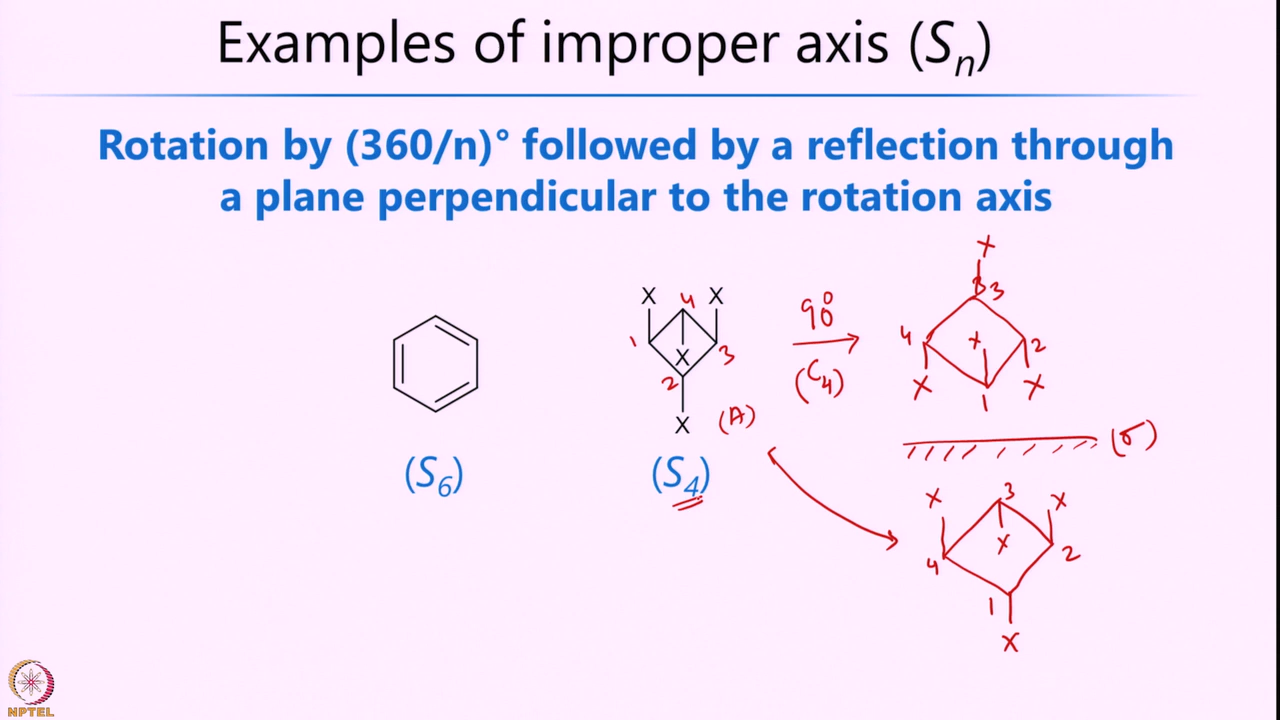 Examples of improper axis (Sn)
Rotation by (360/n)° followed by a reflection through
a plane perpendicular to the rotation axis
X
3
X 4 X
1 X 3
2
X
(A)
90°
(C4)
4 X 2
X 1 X
(σ)
(S6)
(S4)
X 3 X
X
4 2
1
X
NPTEL